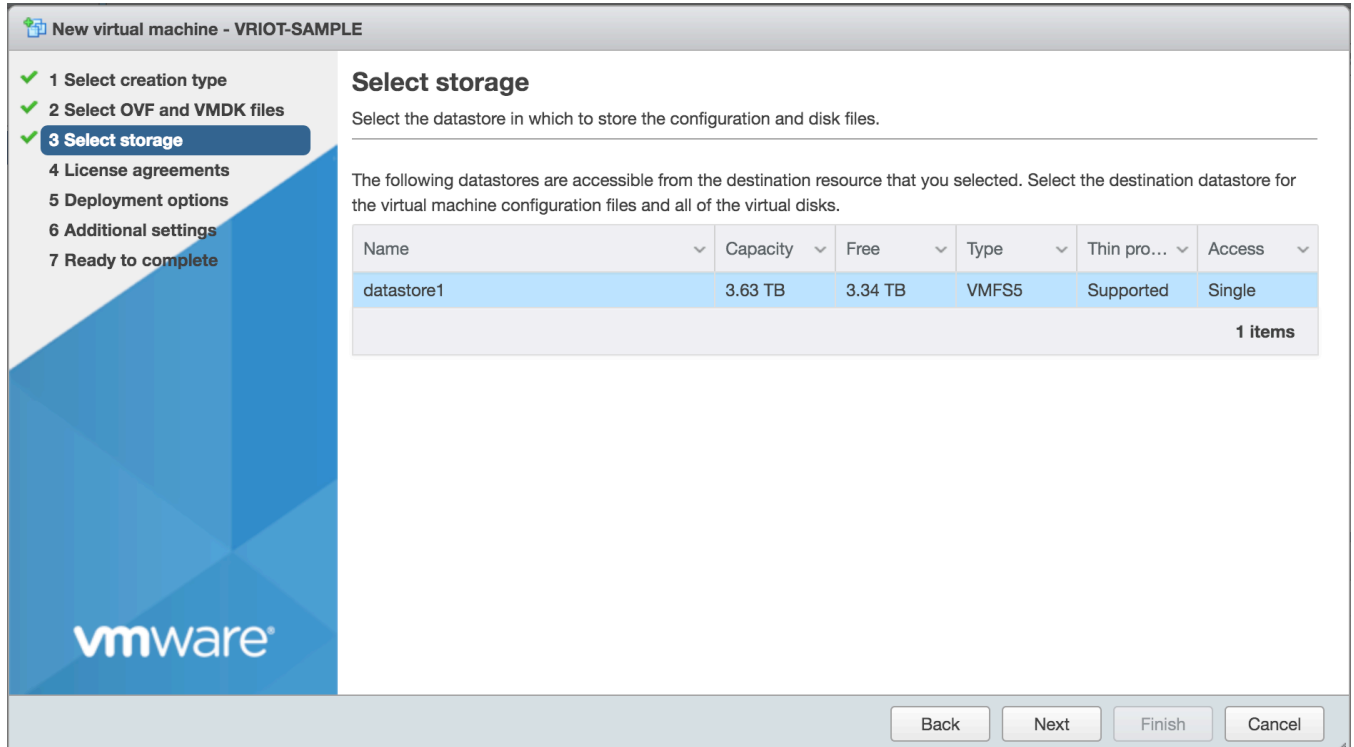 New virtual machine - VRIOT-SAMPLE
1 Select creation type
2 Select OVF and VMDK files
3 Select storage
4 License agreements
5 Deployment options
6 Additional settings
7 Ready to complete
vmware®
Select storage
Select the datastore in which to store the configuration and disk files.
The following datastores are accessible from the destination resource that you selected. Select the destination datastore for
the virtual machine configuration files and all of the virtual disks.
Name Capacity Free Type Thin pro... Access
datastore1 3.63 TB 3.34 TB VMFS5 Supported Single
1 items
Back Next Finish Cancel